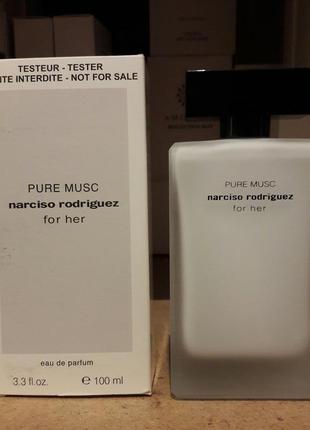 TESTEUR - TESTER
TE INTERDITE - NOT FOR SALE
PURE MUSC
narciso rodriguez
for her
eau de parfum
3.3 fl.oz. e 100 ml
PURE MUSC
narciso rodriguez
for her